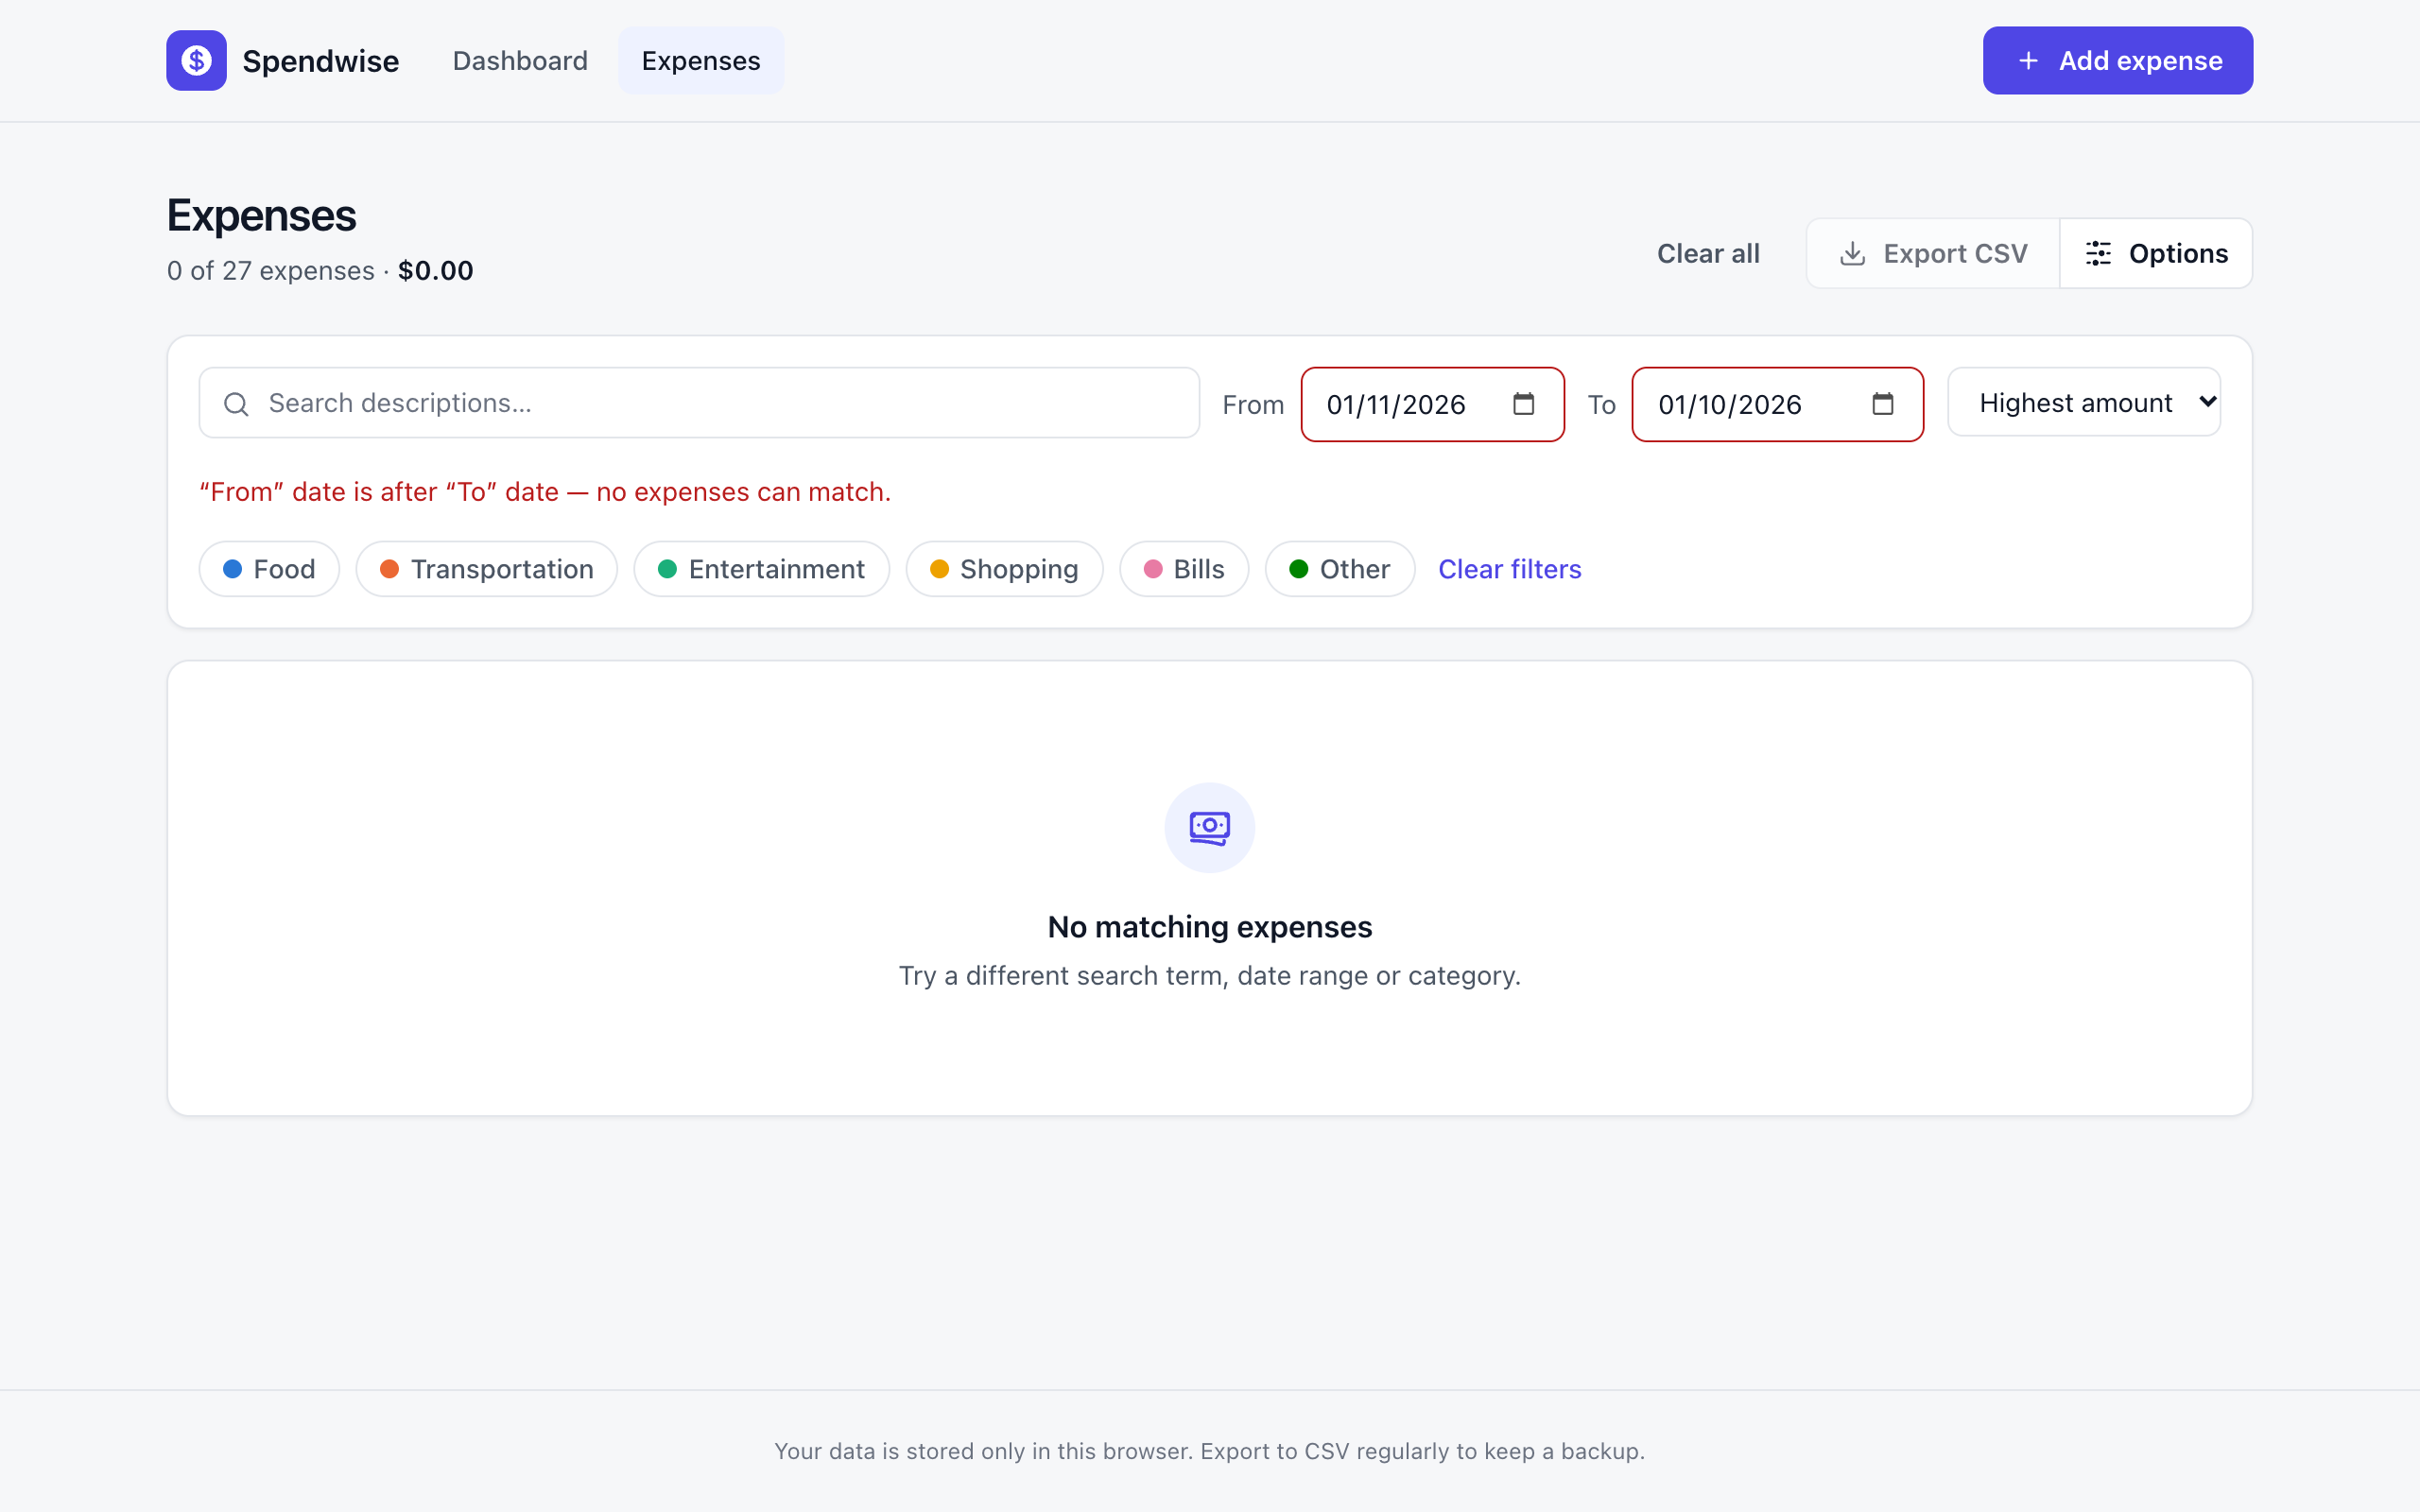 $ Spendwise Dashboard Expenses + Add expense
Expenses
0 of 27 expenses · $0.00
Clear all Export CSV Options
Search descriptions... From 01/11/2026 To 01/10/2026 Highest amount
“From” date is after “To” date — no expenses can match.
Food Transportation Entertainment Shopping Bills Other Clear filters
No matching expenses
Try a different search term, date range or category.
Your data is stored only in this browser. Export to CSV regularly to keep a backup.